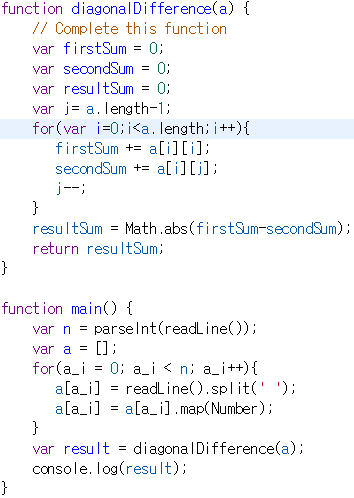 function diagonalDifference(a) {
    // Complete this function
    var firstSum = 0;
    var secondSum = 0;
    var resultSum = 0;
    var j= a.length-1;
    for(var i=0;i<a.length;i++){
       firstSum += a[i][i];
       secondSum += a[i][j];
       j--;
    }
    resultSum = Math.abs(firstSum-secondSum);
    return resultSum;
}

function main() {
    var n = parseInt(readLine());
    var a = [];
    for(a_i = 0; a_i < n; a_i++){
       a[a_i] = readLine().split(' ');
       a[a_i] = a[a_i].map(Number);
    }
    var result = diagonalDifference(a);
    console.log(result);
}